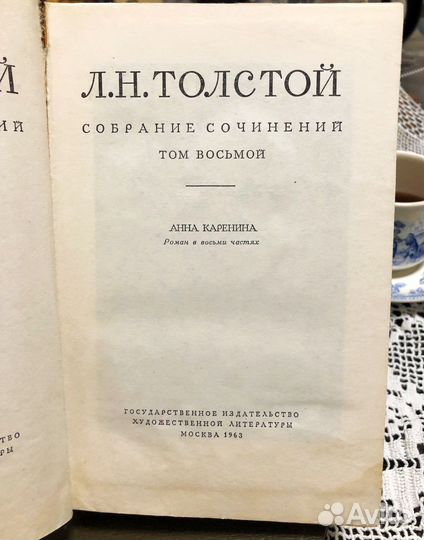 Л.Н.ТОЛСТОЙ
СОБРАНИЕ СОЧИНЕНИЙ
ТОМ ВОСЬМОЙ
АННА КАРЕНИНА
Роман в восьми частях
ГОСУДАРСТВЕННОЕ ИЗДАТЕЛЬСТВО
ХУДОЖЕСТВЕННОЙ ЛИТЕРАТУРЫ
МОСКВА 1963
Avito